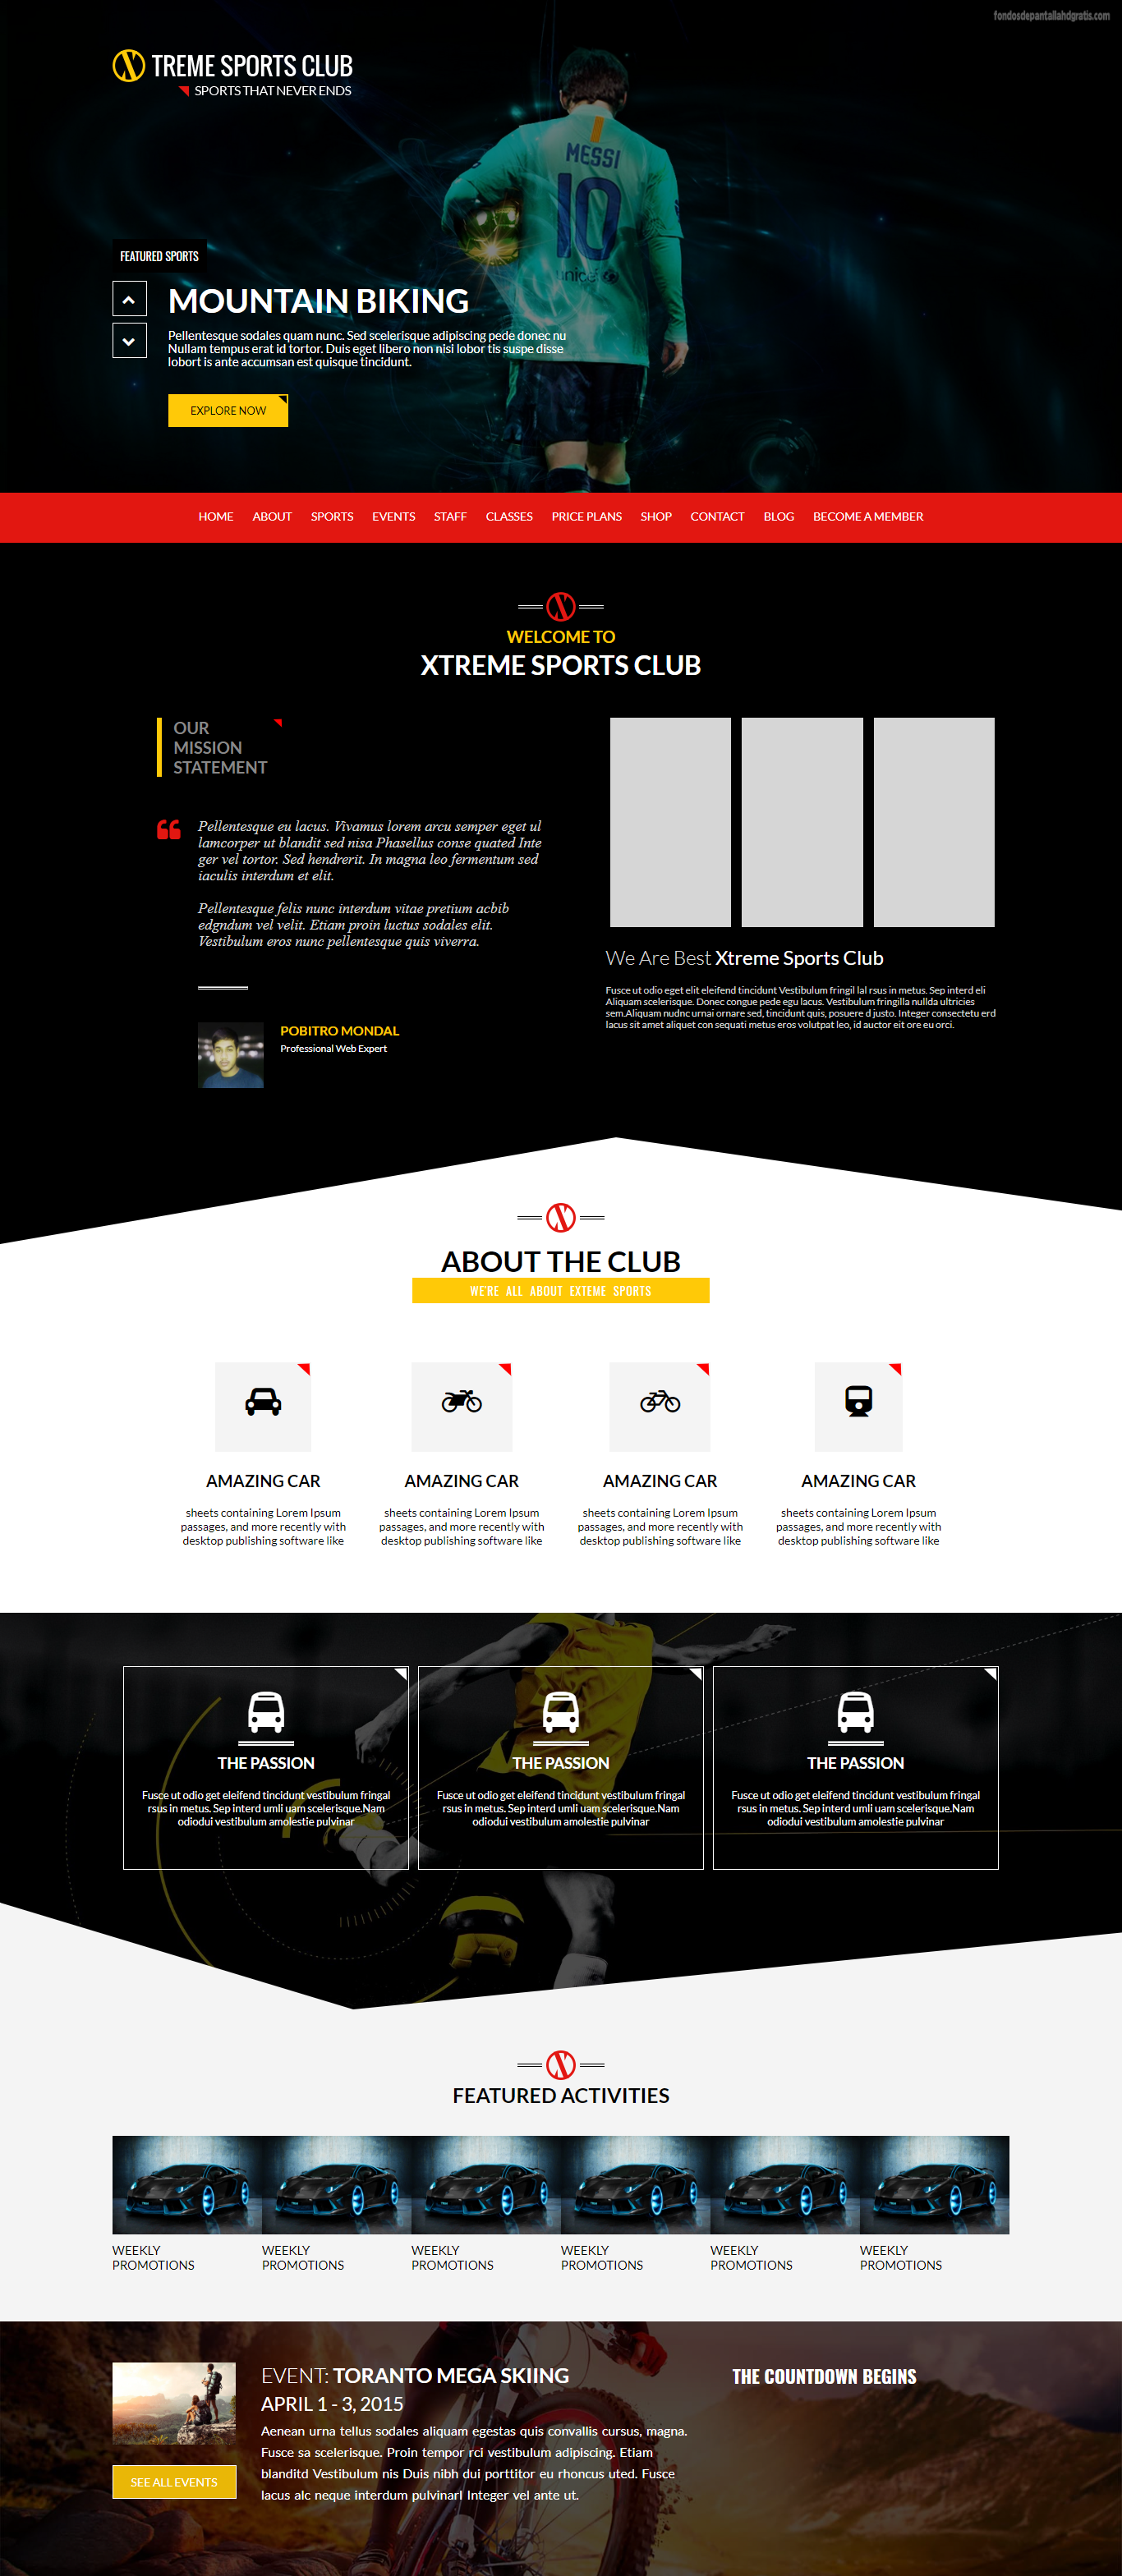 fondosdepantallahdgratis.com
TREME SPORTS CLUB
SPORTS THAT NEVER ENDS
MESSI
10
unicef
FEATURED SPORTS
MOUNTAIN BIKING
Pellentesque sodales quam nunc. Sed scelerisque adipiscing pede donec nu
Nullam tempus erat id tortor. Duis eget libero non nisi lobor tis suspe disse
lobort is ante accumsan est quisque tincidunt.
EXPLORE NOW
HOME ABOUT SPORTS EVENTS STAFF CLASSES PRICE PLANS SHOP CONTACT BLOG BECOME A MEMBER
WELCOME TO
XTREME SPORTS CLUB
OUR
MISSION
STATEMENT
Pellentesque eu lacus. Vivamus lorem arcu semper eget ul
lamcorper ut blandit sed nisa Phasellus conse quated Inte
ger vel tortor. Sed hendrerit. In magna leo fermentum sed
iaculis interdum et elit.
Pellentesque felis nunc interdum vitae pretium acbib
edgndum vel velit. Etiam proin luctus sodales elit.
Vestibulum eros nunc pellentesque quis viverra.
POBITRO MONDAL
Professional Web Expert
We Are Best Xtreme Sports Club
Fusce ut odio eget elit eleifend tincidunt Vestibulum fringil lal rsus in metus. Sep interd eli
Aliquam scelerisque. Donec congue pede egu lacus. Vestibulum fringilla nullda ultricies
sem.Aliquam nudnc urnai ornare sed, tincidunt quis, posuere d justo. Integer consectetu erd
lacus sit amet aliquet con sequati metus eros volutpat leo, id auctor eit ore eu orci.
ABOUT THE CLUB
WE'RE ALL ABOUT EXTEME SPORTS
AMAZING CAR
sheets containing Lorem Ipsum
passages, and more recently with
desktop publishing software like
AMAZING CAR
sheets containing Lorem Ipsum
passages, and more recently with
desktop publishing software like
AMAZING CAR
sheets containing Lorem Ipsum
passages, and more recently with
desktop publishing software like
AMAZING CAR
sheets containing Lorem Ipsum
passages, and more recently with
desktop publishing software like
THE PASSION
Fusce ut odio get eleifend tincidunt vestibulum fringal
rsus in metus. Sep interd umli uam scelerisque.Nam
odiodui vestibulum amolestie pulvinar
THE PASSION
Fusce ut odio get eleifend tincidunt vestibulum fringal
rsus in metus. Sep interd umli uam scelerisque.Nam
odiodui vestibulum amolestie pulvinar
THE PASSION
Fusce ut odio get eleifend tincidunt vestibulum fringal
rsus in metus. Sep interd umli uam scelerisque.Nam
odiodui vestibulum amolestie pulvinar
FEATURED ACTIVITIES
WEEKLY
PROMOTIONS
WEEKLY
PROMOTIONS
WEEKLY
PROMOTIONS
WEEKLY
PROMOTIONS
WEEKLY
PROMOTIONS
WEEKLY
PROMOTIONS
SEE ALL EVENTS
EVENT: TORANTO MEGA SKIING
APRIL 1 - 3, 2015
Aenean urna tellus sodales aliquam egestas quis convallis cursus, magna.
Fusce sa scelerisque. Proin tempor rci vestibulum adipiscing. Etiam
blanditd Vestibulum nis Duis nibh dui porttitor eu rhoncus uted. Fusce
lacus alc neque interdum pulvinarl Integer vel ante ut.
THE COUNTDOWN BEGINS